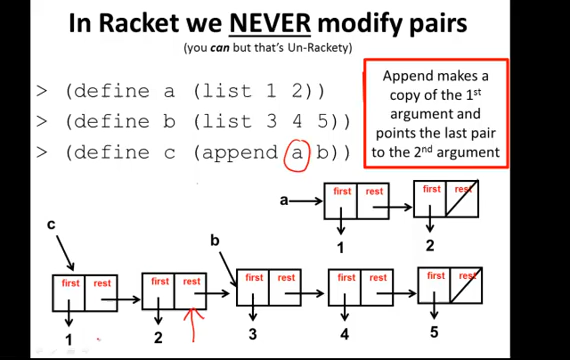 In Racket we NEVER modify pairs
(you can but that's Un-Rackety)
> (define a (list 1 2))
> (define b (list 3 4 5))
> (define c (append a b))
Append makes a
copy of the 1st
argument and
points the last pair
to the 2nd argument
a
first rest
first rest
1
2
c
b
first rest
first rest
first rest
first rest
first rest
1
2
3
4
5